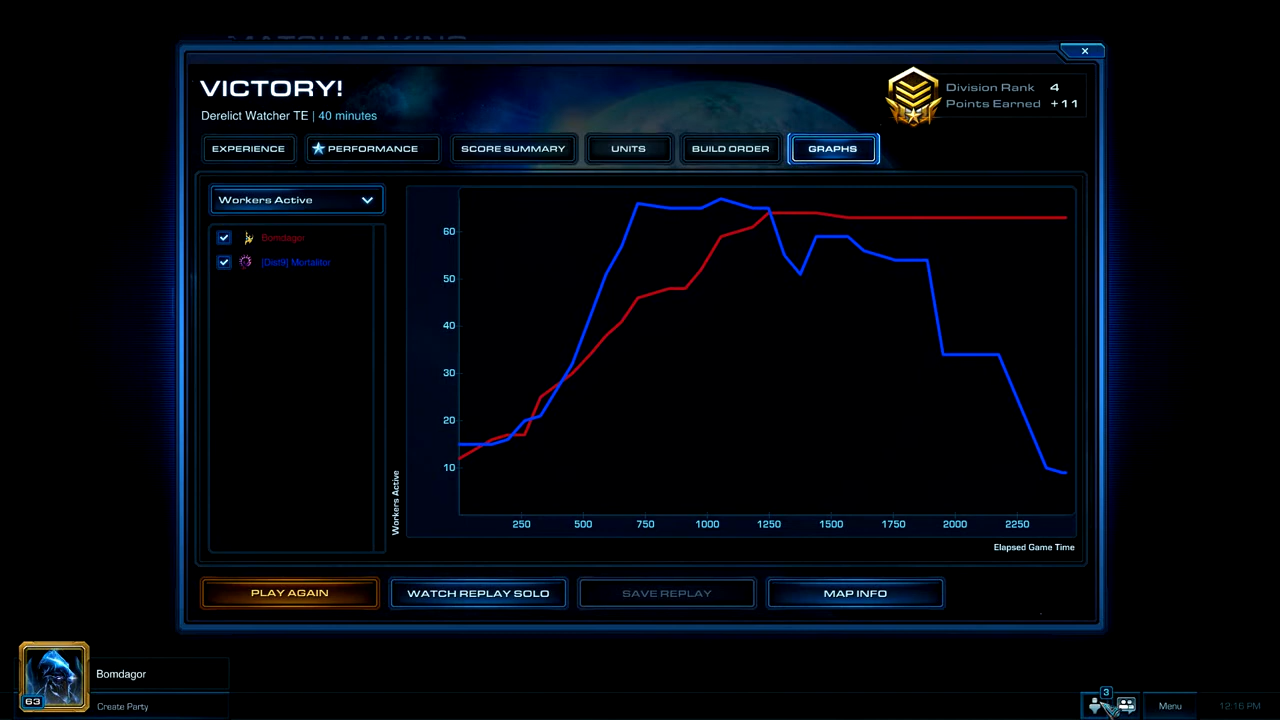 VICTORY!
Derelict Watcher TE | 40 minutes
Division Rank 4
Points Earned +11
EXPERIENCE
PERFORMANCE
SCORE SUMMARY
UNITS
BUILD ORDER
GRAPHS
Workers Active
Bomdagor
[Dist9] Mortalitor
60
50
40
30
20
10
Workers Active
250 500 750 1000 1250 1500 1750 2000 2250
Elapsed Game Time
PLAY AGAIN
WATCH REPLAY SOLO
SAVE REPLAY
MAP INFO
63
Bomdagor
Create Party
3
Menu
12:16 PM